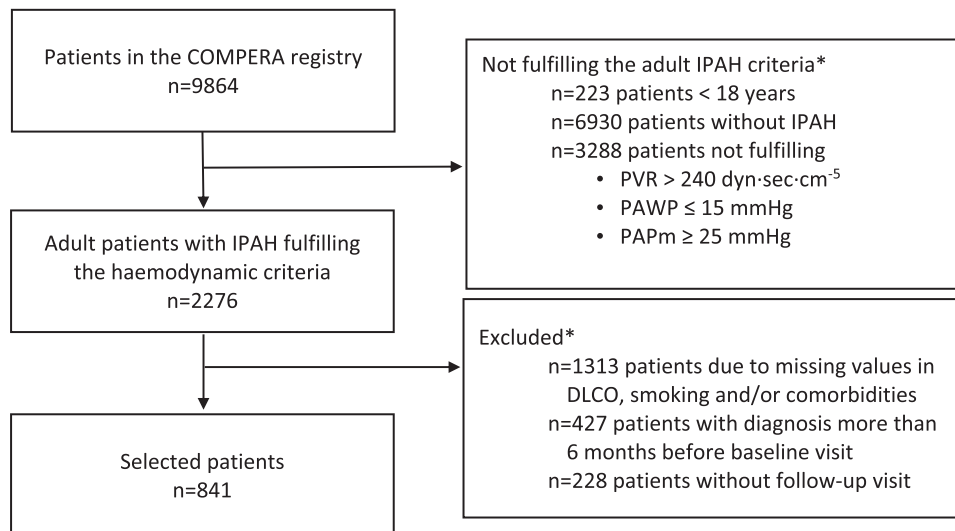 Patients in the COMPERA registry
n=9864
Not fulfilling the adult IPAH criteria*
n=223 patients < 18 years
n=6930 patients without IPAH
n=3288 patients not fulfilling
• PVR > 240 dyn·sec·cm⁻⁵
• PAWP ≤ 15 mmHg
• PAPm ≥ 25 mmHg
Adult patients with IPAH fulfilling
the haemodynamic criteria
n=2276
Excluded*
n=1313 patients due to missing values in
DLCO, smoking and/or comorbidities
n=427 patients with diagnosis more than
6 months before baseline visit
n=228 patients without follow-up visit
Selected patients
n=841